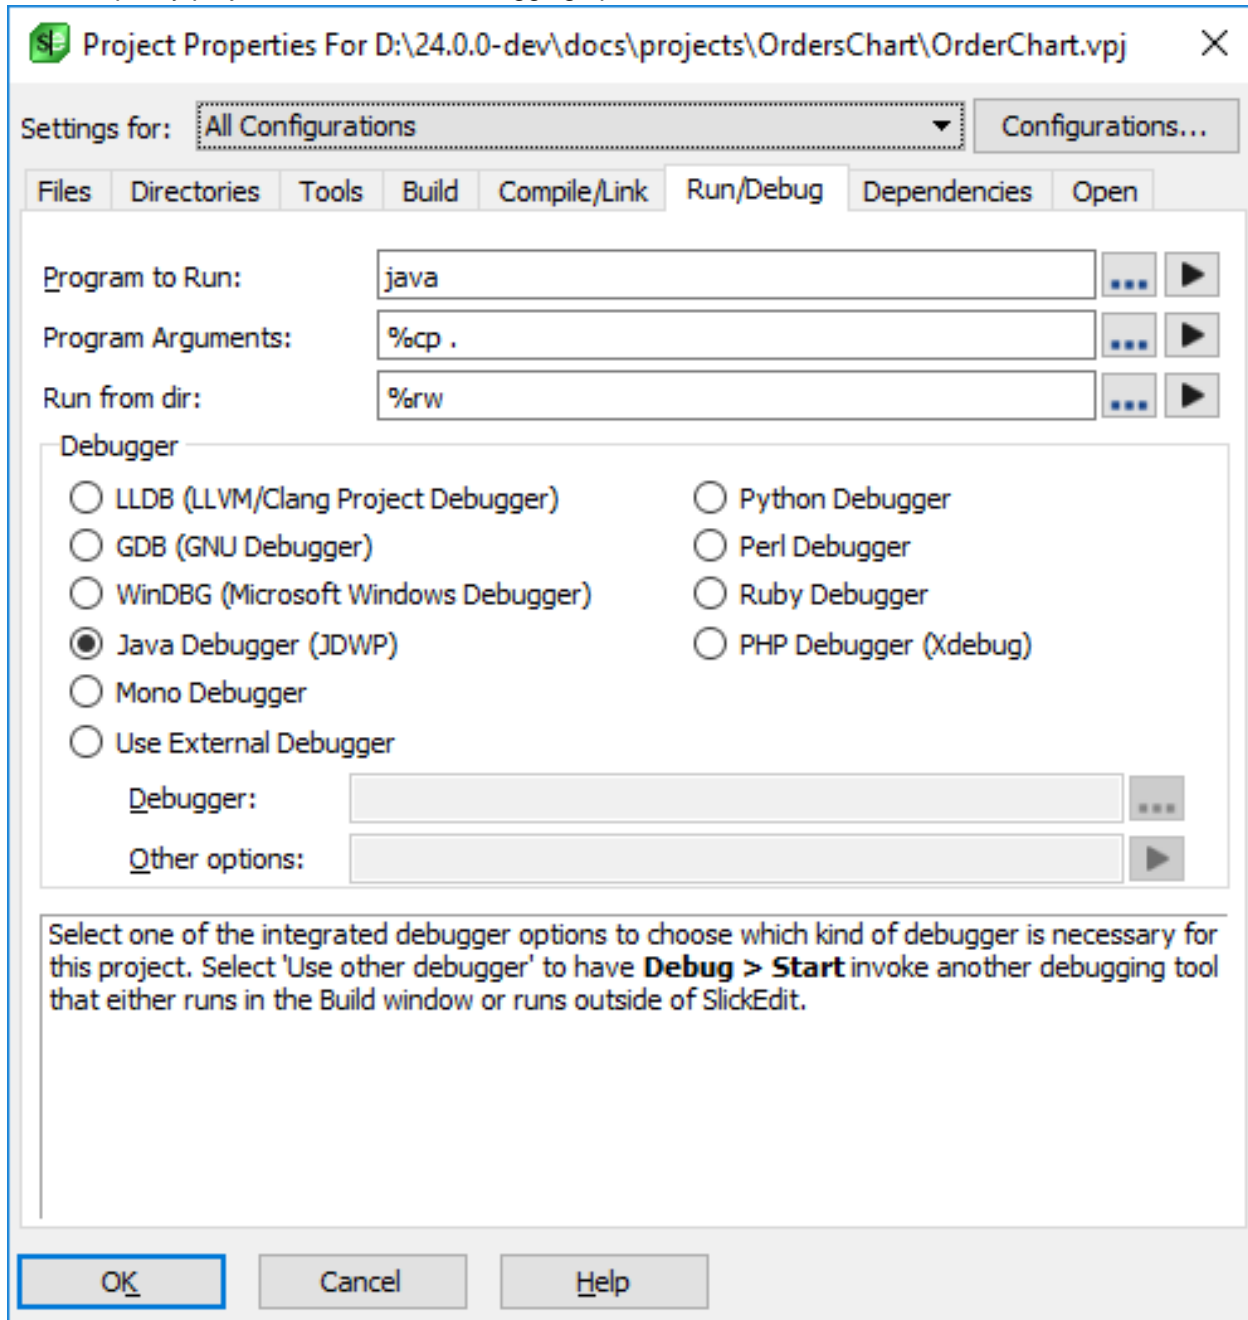 Project Properties For D:\24.0.0-dev\docs\projects\OrdersChart\OrderChart.vpj
Settings for: All Configurations Configurations...
Files Directories Tools Build Compile/Link Run/Debug Dependencies Open
Program to Run: java ...
Program Arguments: %cp . ...
Run from dir: %rw ...
Debugger
LLDB (LLVM/Clang Project Debugger) Python Debugger
GDB (GNU Debugger) Perl Debugger
WinDBG (Microsoft Windows Debugger) Ruby Debugger
Java Debugger (JDWP) PHP Debugger (Xdebug)
Mono Debugger
Use External Debugger
Debugger: ...
Other options:
Select one of the integrated debugger options to choose which kind of debugger is necessary for
this project. Select 'Use other debugger' to have Debug > Start invoke another debugging tool
that either runs in the Build window or runs outside of SlickEdit.
OK Cancel Help